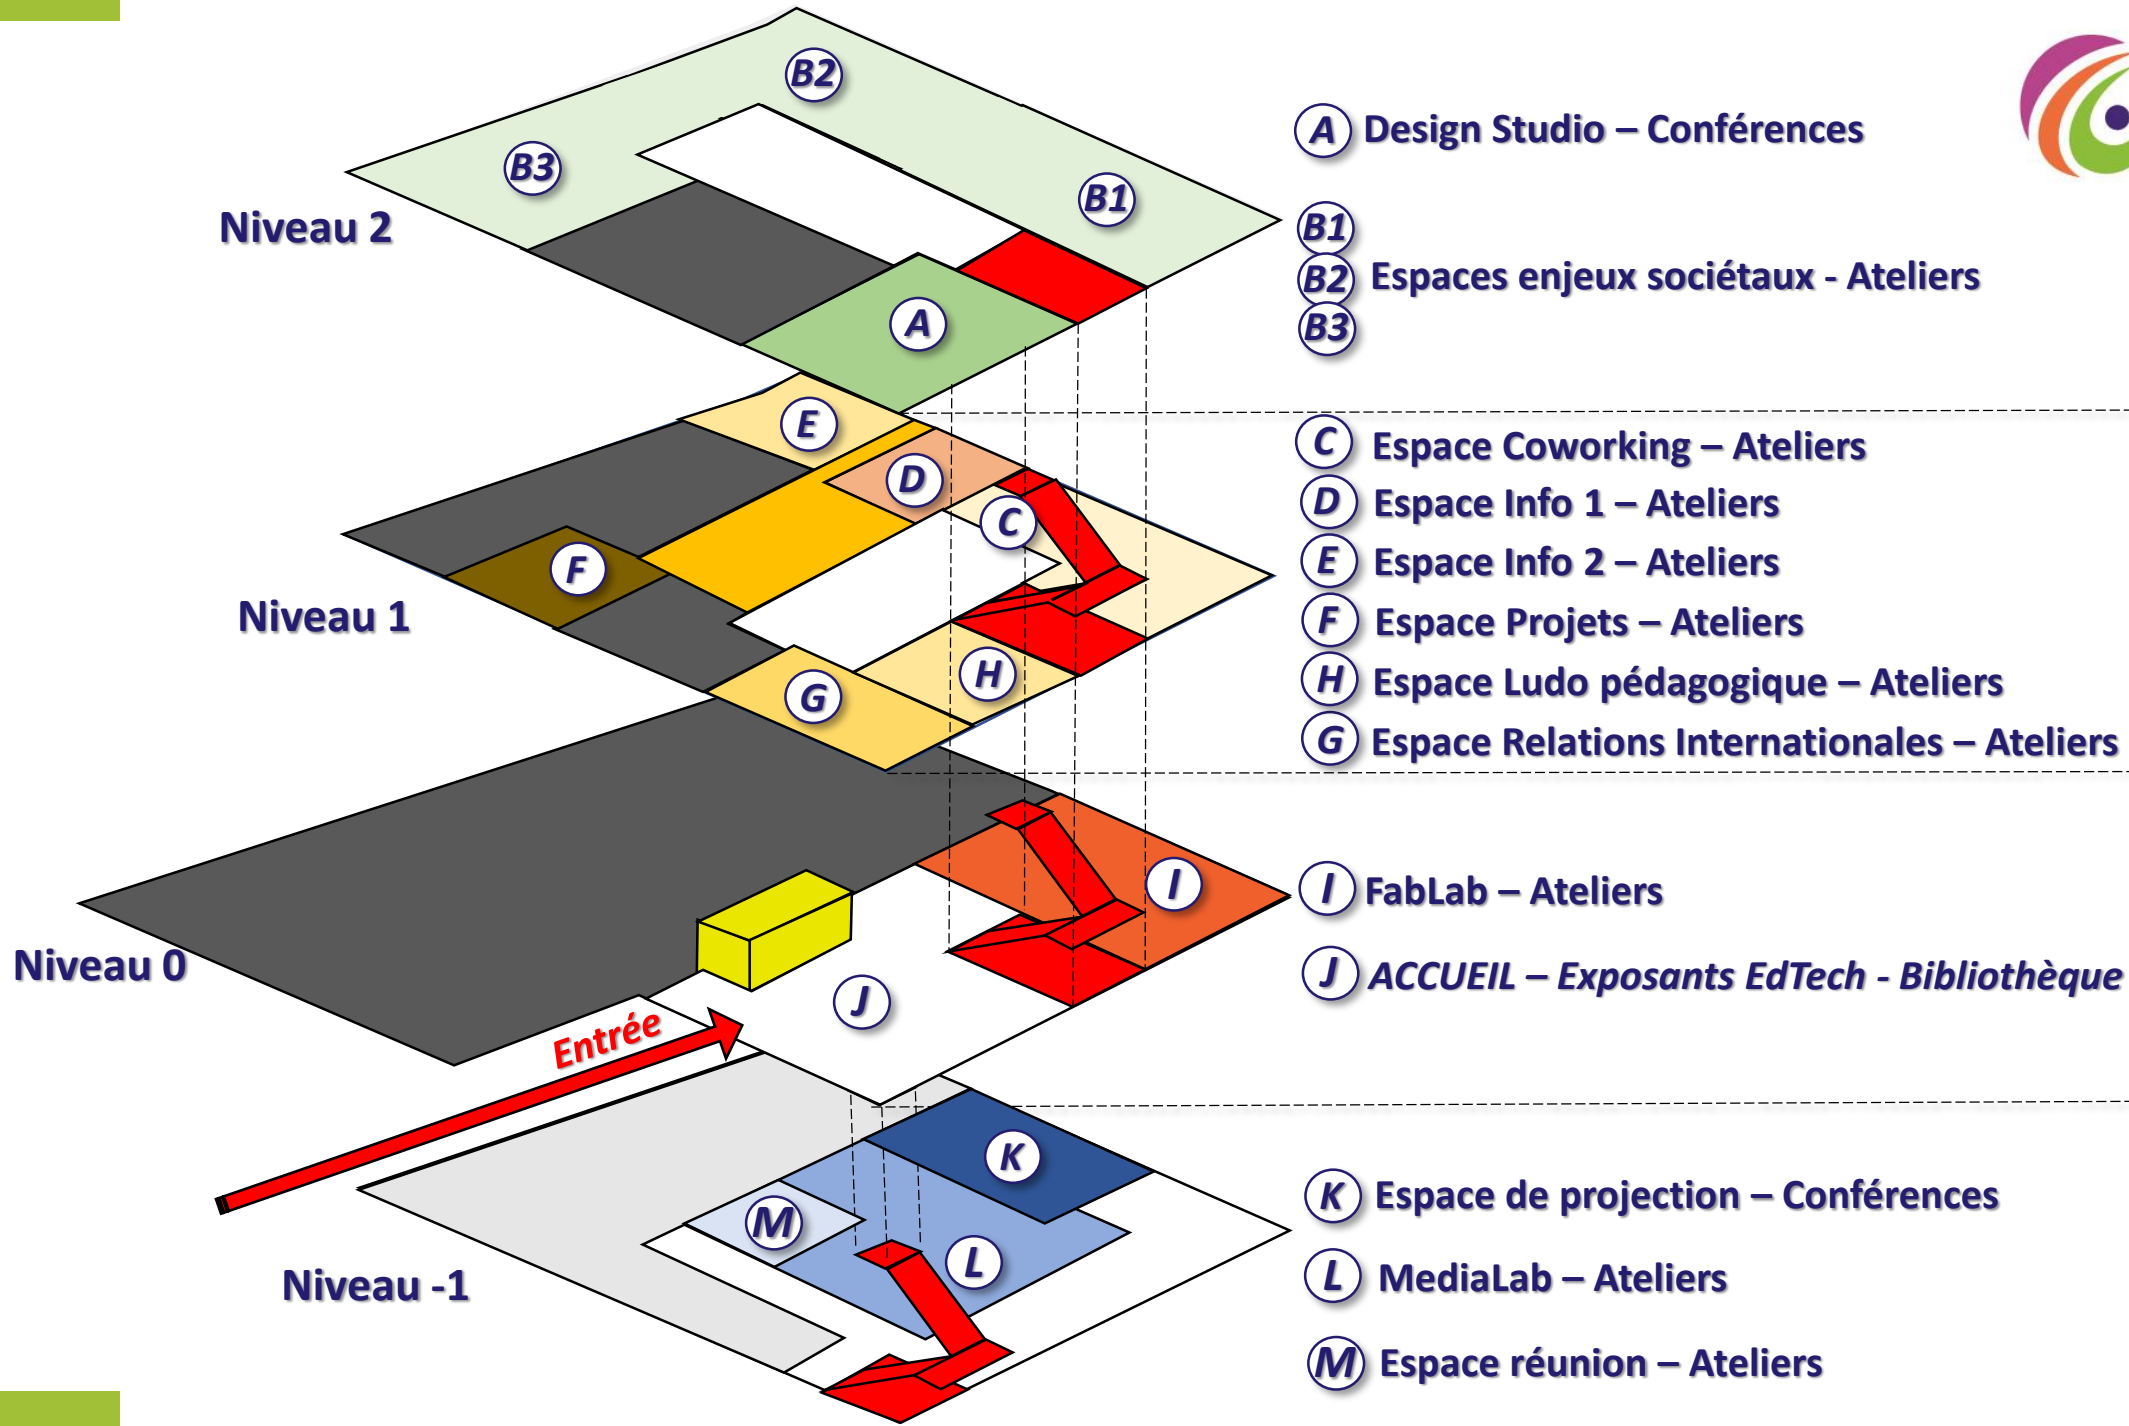 B2
B3
B1
Niveau 2
A
A Design Studio – Conférences
B1
B2 Espaces enjeux sociétaux - Ateliers
B3
E
D
C
F
Niveau 1
H
G
C Espace Coworking – Ateliers
D Espace Info 1 – Ateliers
E Espace Info 2 – Ateliers
F Espace Projets – Ateliers
H Espace Ludo pédagogique – Ateliers
G Espace Relations Internationales – Ateliers
I
Niveau 0
J
Entrée
I FabLab – Ateliers
J ACCUEIL – Exposants EdTech - Bibliothèque
K
M
L
Niveau -1
K Espace de projection – Conférences
L MediaLab – Ateliers
M Espace réunion – Ateliers